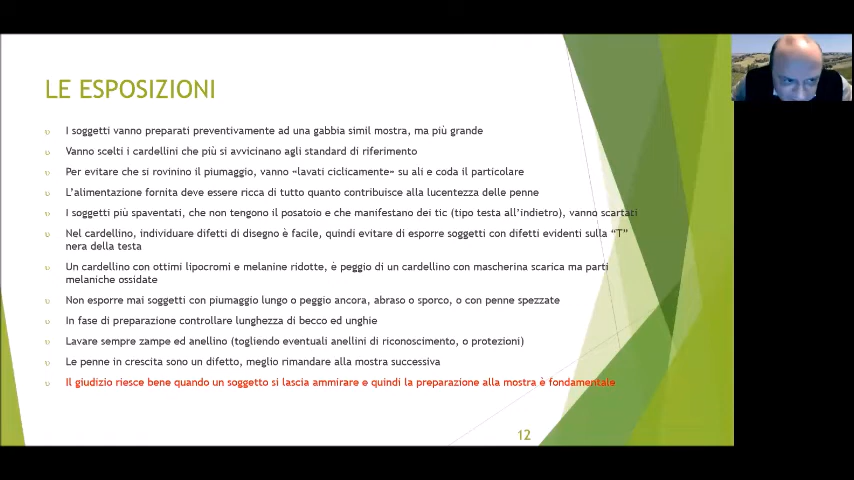 LE ESPOSIZIONI
I soggetti vanno preparati preventivamente ad una gabbia simil mostra, ma più grande
Vanno scelti i cardellini che più si avvicinano agli standard di riferimento
Per evitare che si rovinino il piumaggio, vanno «lavati ciclicamente« su ali e coda il particolare
L'alimentazione fornita deve essere ricca di tutto quanto contribuisce alla lucentezza delle penne
I soggetti più spaventati, che non tengono il posatoio e che manifestano dei tic (tipo testa all'indietro), vanno scartati
Nel cardellino, individuare difetti di disegno è facile, quindi evitare di esporre soggetti con difetti evidenti sulla "T"
nera della testa
Un cardellino con ottimi lipocromi e melanine ridotte, è peggio di un cardellino con mascherina scarica ma parti
melaniche ossidate
Non esporre mai soggetti con piumaggio lungo o peggio ancora, abraso o sporco, o con penne spezzate
In fase di preparazione controllare lunghezza di becco ed unghie
Lavare sempre zampe ed anellino (togliendo eventuali anellini di riconoscimento, o protezioni)
Le penne in crescita sono un difetto, meglio rimandare alla mostra successiva
Il giudizio riesce bene quando un soggetto si lascia ammirare e quindi la preparazione alla mostra è fondamentale
12